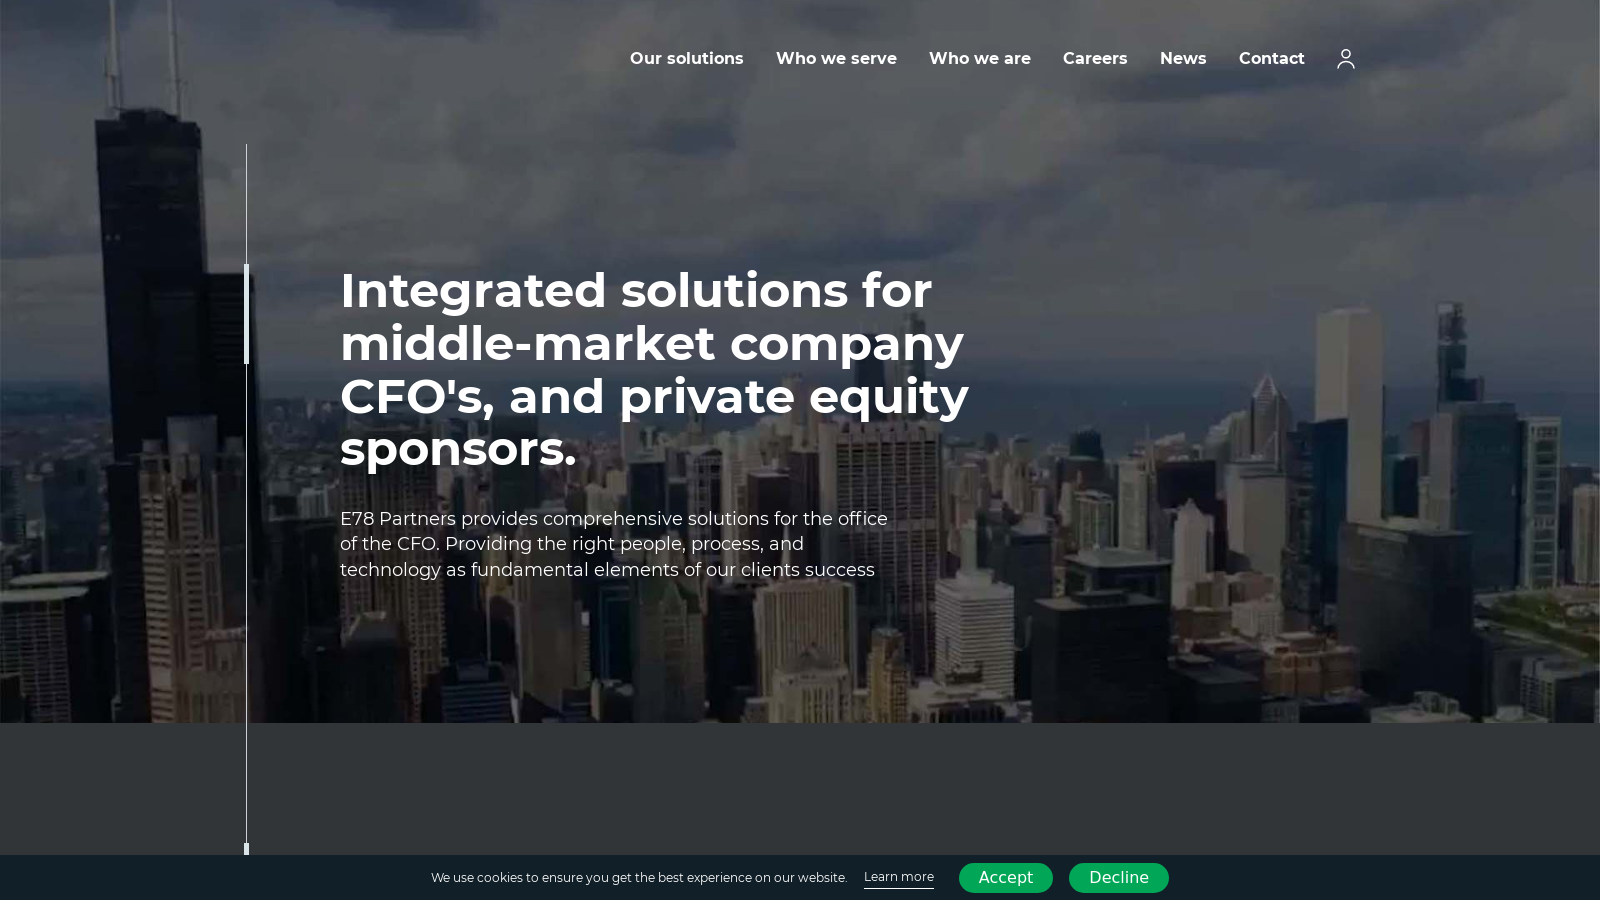 Our solutions Who we serve Who we are Careers News Contact
Integrated solutions for
middle-market company
CFO's, and private equity
sponsors.
E78 Partners provides comprehensive solutions for the office
of the CFO. Providing the right people, process, and
technology as fundamental elements of our clients success
We use cookies to ensure you get the best experience on our website. Learn more Accept Decline